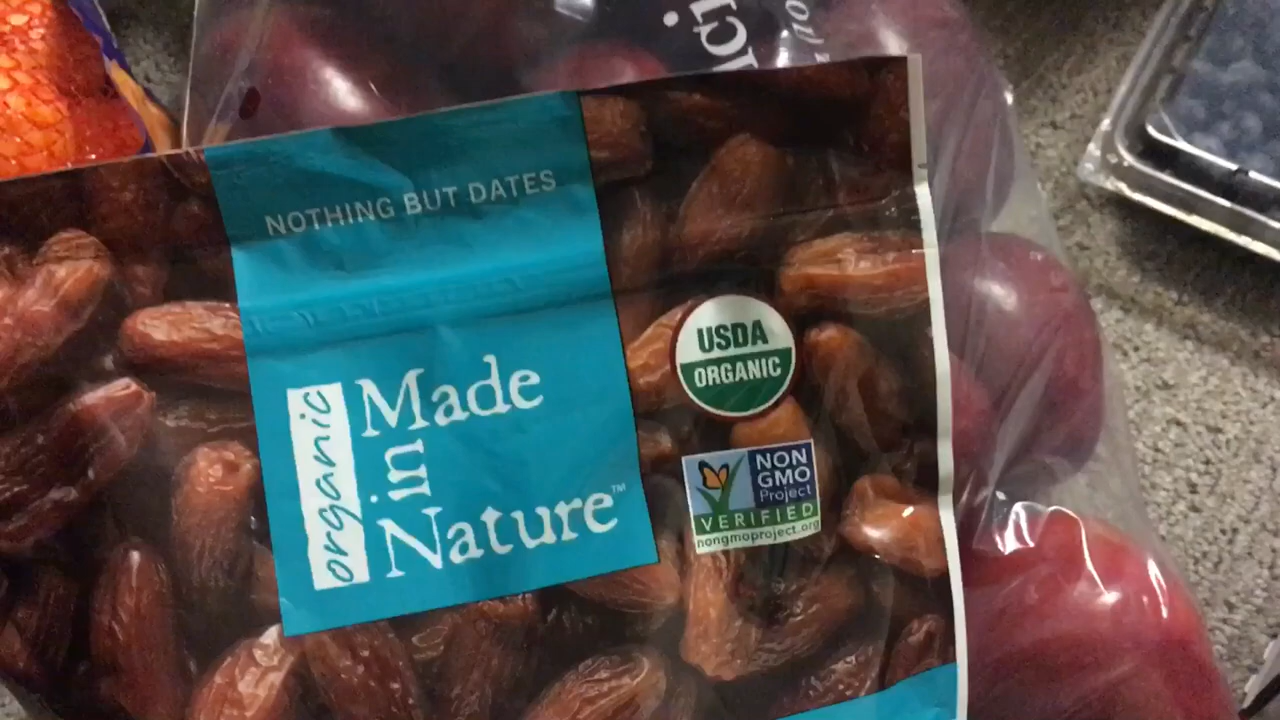 NOTHING BUT DATES
organic
Made
in
Nature™
USDA
ORGANIC
NON
GMO
Project
VERIFIED
nongmoproject.org